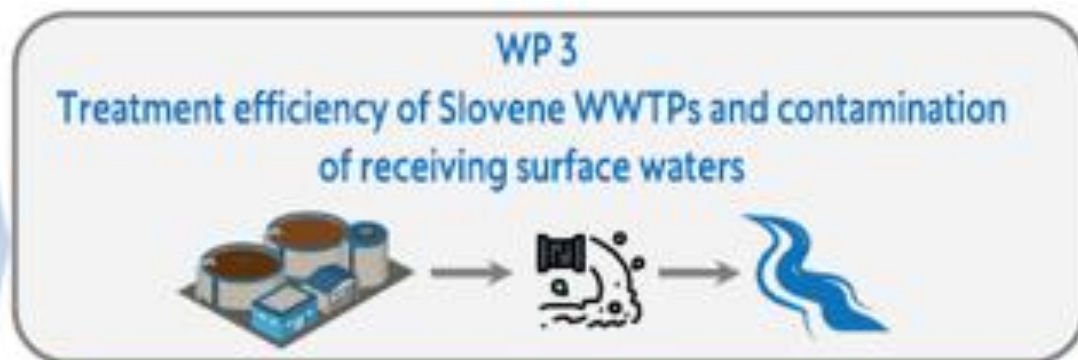 WP 3
Treatment efficiency of Slovene WWTPs and contamination
of receiving surface waters